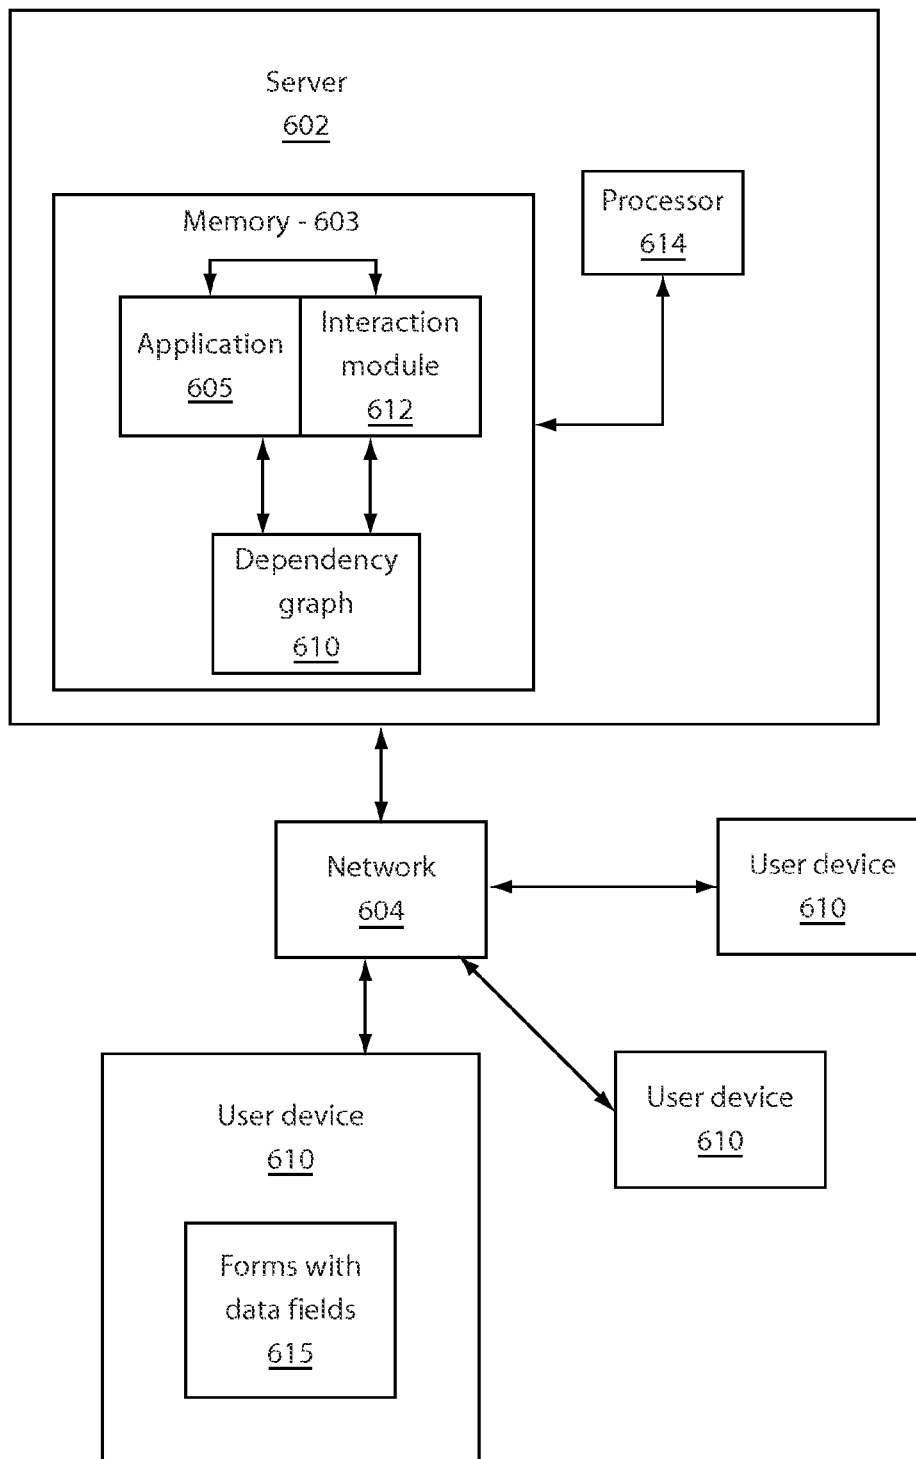 Server
602
Memory - 603
Processor
614
Application
605
Interaction
module
612
Dependency
graph
610
Network
604
User device
610
User device
610
User device
610
Forms with
data fields
615